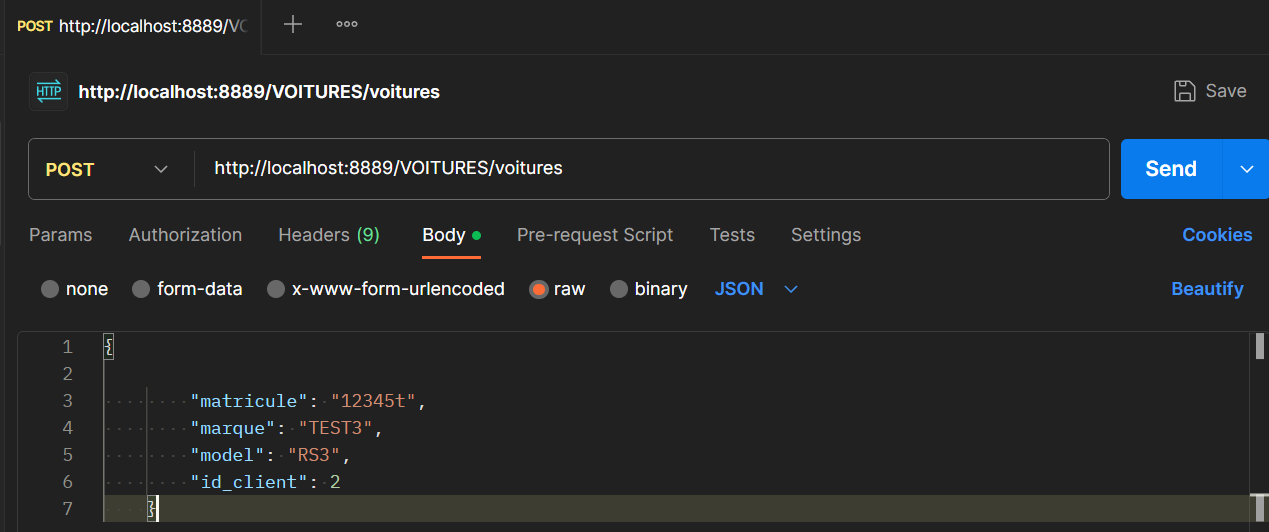 POST http://localhost:8889/VO
HTTP http://localhost:8889/VOITURES/voitures Save
POST http://localhost:8889/VOITURES/voitures Send
Params Authorization Headers (9) Body Pre-request Script Tests Settings Cookies
none form-data x-www-form-urlencoded raw binary JSON Beautify
1 {
2
3 "matricule": "12345t",
4 "marque": "TEST3",
5 "model": "RS3",
6 "id_client": 2
7 }